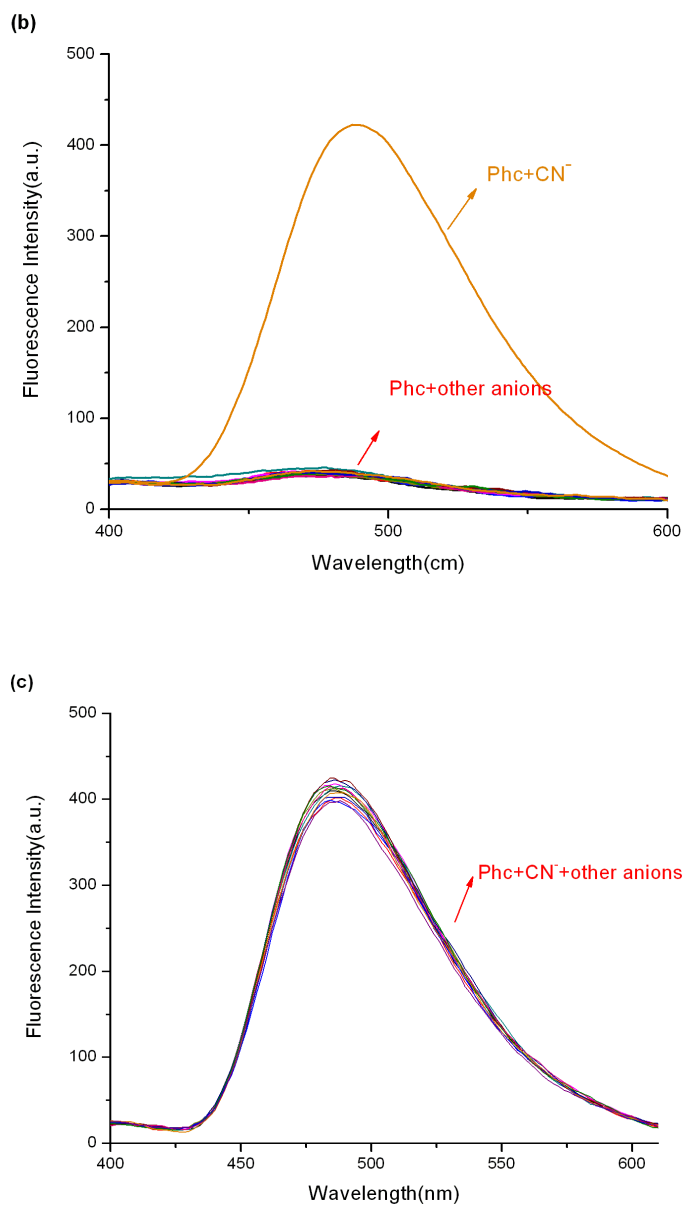 (b)
500
400
300
200
100
0
Fluorescence Intensity(a.u.)
Phc+CN⁻
Phc+other anions
400
500
600
Wavelength(cm)
(c)
500
400
300
200
100
0
Fluorescence Intensity(a.u.)
Phc+CN⁻+other anions
400
450
500
550
600
Wavelength(nm)